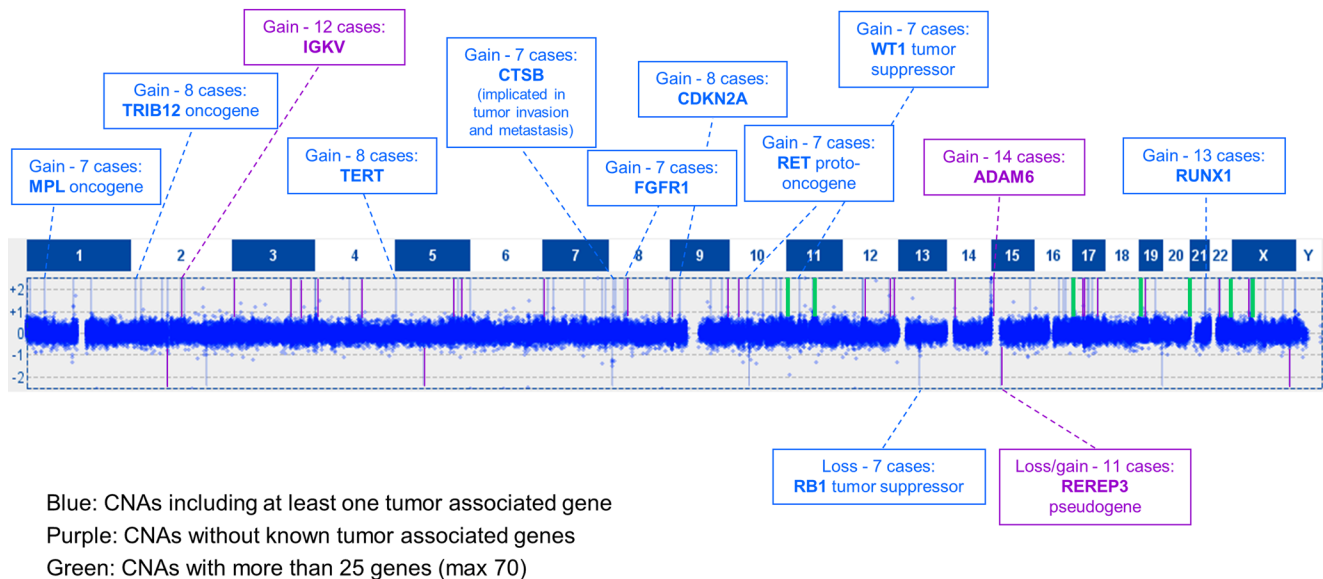 Gain - 12 cases:
IGKV
Gain - 7 cases:
WT1 tumor
suppressor
Gain - 7 cases:
CTSB
(implicated in
tumor invasion
and metastasis)
Gain - 8 cases:
TRIB12 oncogene
Gain - 8 cases:
CDKN2A
Gain - 7 cases:
MPL oncogene
Gain - 8 cases:
TERT
Gain - 7 cases:
FGFR1
Gain - 7 cases:
RET proto-
oncogene
Gain - 14 cases:
ADAM6
Gain - 13 cases:
RUNX1
1 2 3 4 5 6 7 8 9 10 11 12 13 14 15 16 17 18 19 20 21 22 X Y
+2
+1
0
-1
-2
Loss - 7 cases:
RB1 tumor suppressor
Loss/gain - 11 cases:
REREP3
pseudogene
Blue: CNAs including at least one tumor associated gene
Purple: CNAs without known tumor associated genes
Green: CNAs with more than 25 genes (max 70)